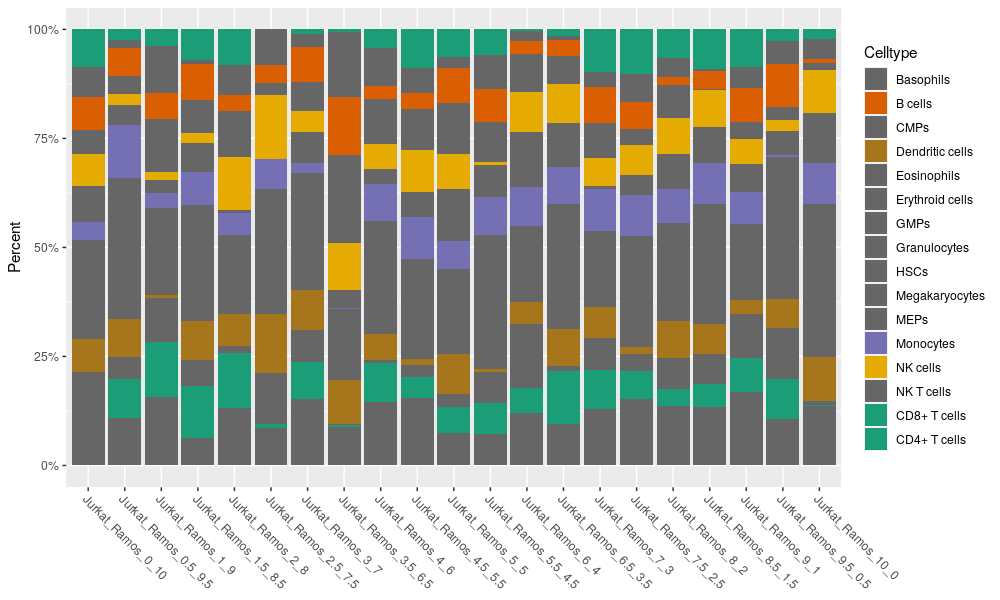 100%
75%
50%
25%
0%
Percent
Jurkat_Ramos_0_10
Jurkat_Ramos_0.5_9.5
Jurkat_Ramos_1_9
Jurkat_Ramos_1.5_8.5
Jurkat_Ramos_2_8
Jurkat_Ramos_2.5_7.5
Jurkat_Ramos_3_7
Jurkat_Ramos_3.5_6.5
Jurkat_Ramos_4_6
Jurkat_Ramos_4.5_5.5
Jurkat_Ramos_5_5
Jurkat_Ramos_5.5_4.5
Jurkat_Ramos_6_4
Jurkat_Ramos_6.5_3.5
Jurkat_Ramos_7_3
Jurkat_Ramos_7.5_2.5
Jurkat_Ramos_8_2
Jurkat_Ramos_8.5_1.5
Jurkat_Ramos_9_1
Jurkat_Ramos_9.5_0.5
Jurkat_Ramos_10_0
Celltype
Basophils
B cells
CMPs
Dendritic cells
Eosinophils
Erythroid cells
GMPs
Granulocytes
HSCs
Megakaryocytes
MEPs
Monocytes
NK cells
NK T cells
CD8+ T cells
CD4+ T cells